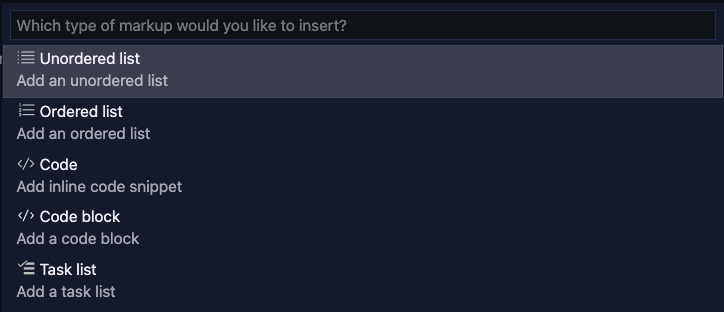 Which type of markup would you like to insert?
Unordered list
Add an unordered list
Ordered list
Add an ordered list
Code
Add inline code snippet
Code block
Add a code block
Task list
Add a task list